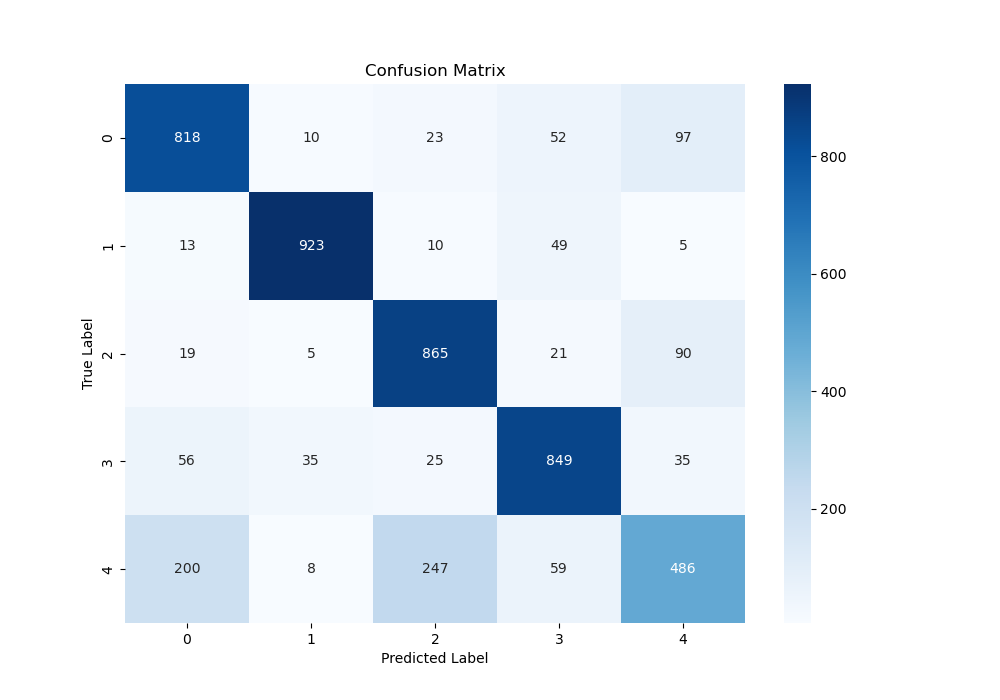 Confusion Matrix
0 818 10 23 52 97
1 13 923 10 49 5
2 19 5 865 21 90
3 56 35 25 849 35
4 200 8 247 59 486
0 1 2 3 4
True Label
Predicted Label
800
600
400
200